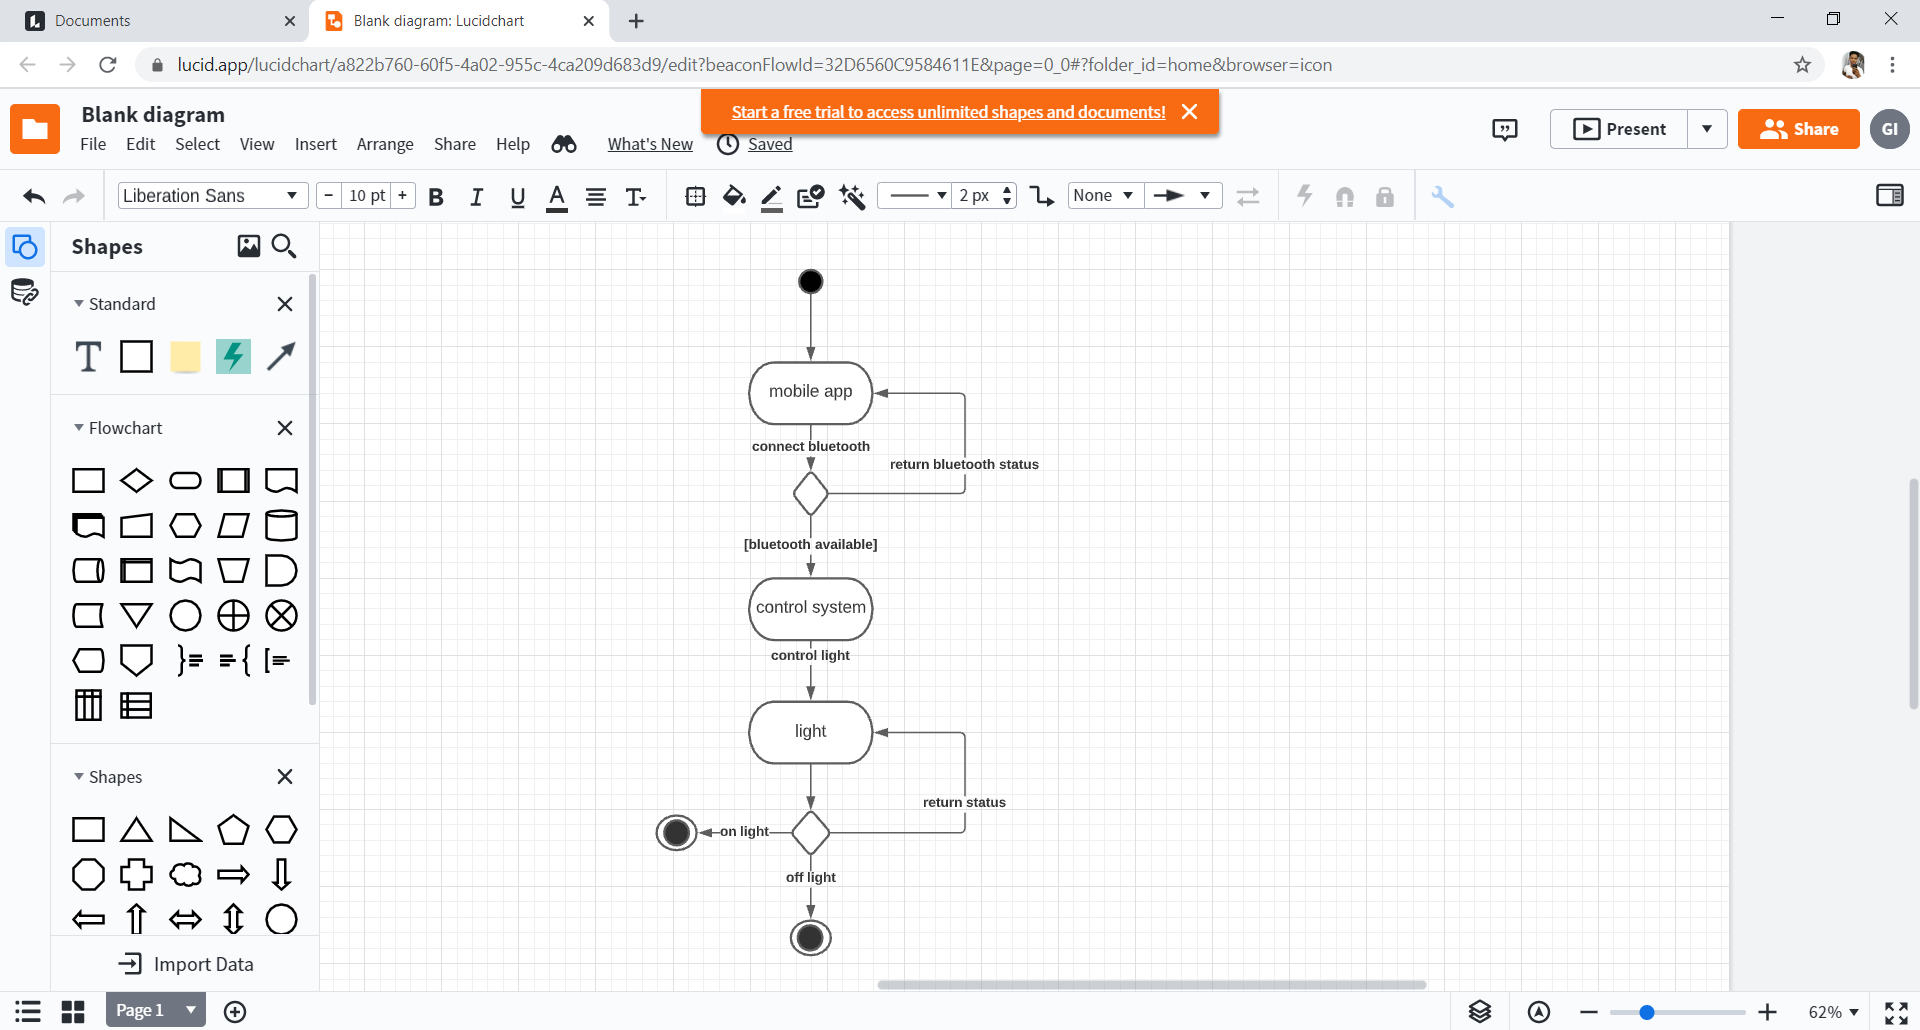 Documents
Blank diagram: Lucidchart
lucid.app/lucidchart/a822b760-60f5-4a02-955c-4ca209d683d9/edit?beaconFlowId=32D6560C9584611E&page=0_0#?folder_id=home&browser=icon
Start a free trial to access unlimited shapes and documents!
Blank diagram
File Edit Select View Insert Arrange Share Help What's New Saved
Present
Share
GI
Liberation Sans
− 10 pt +
B I U A T
2 px
None
Shapes
Standard
T
Flowchart
Shapes
Import Data
mobile app
connect bluetooth
return bluetooth status
[bluetooth available]
control system
control light
light
return status
on light
off light
Page 1
62%